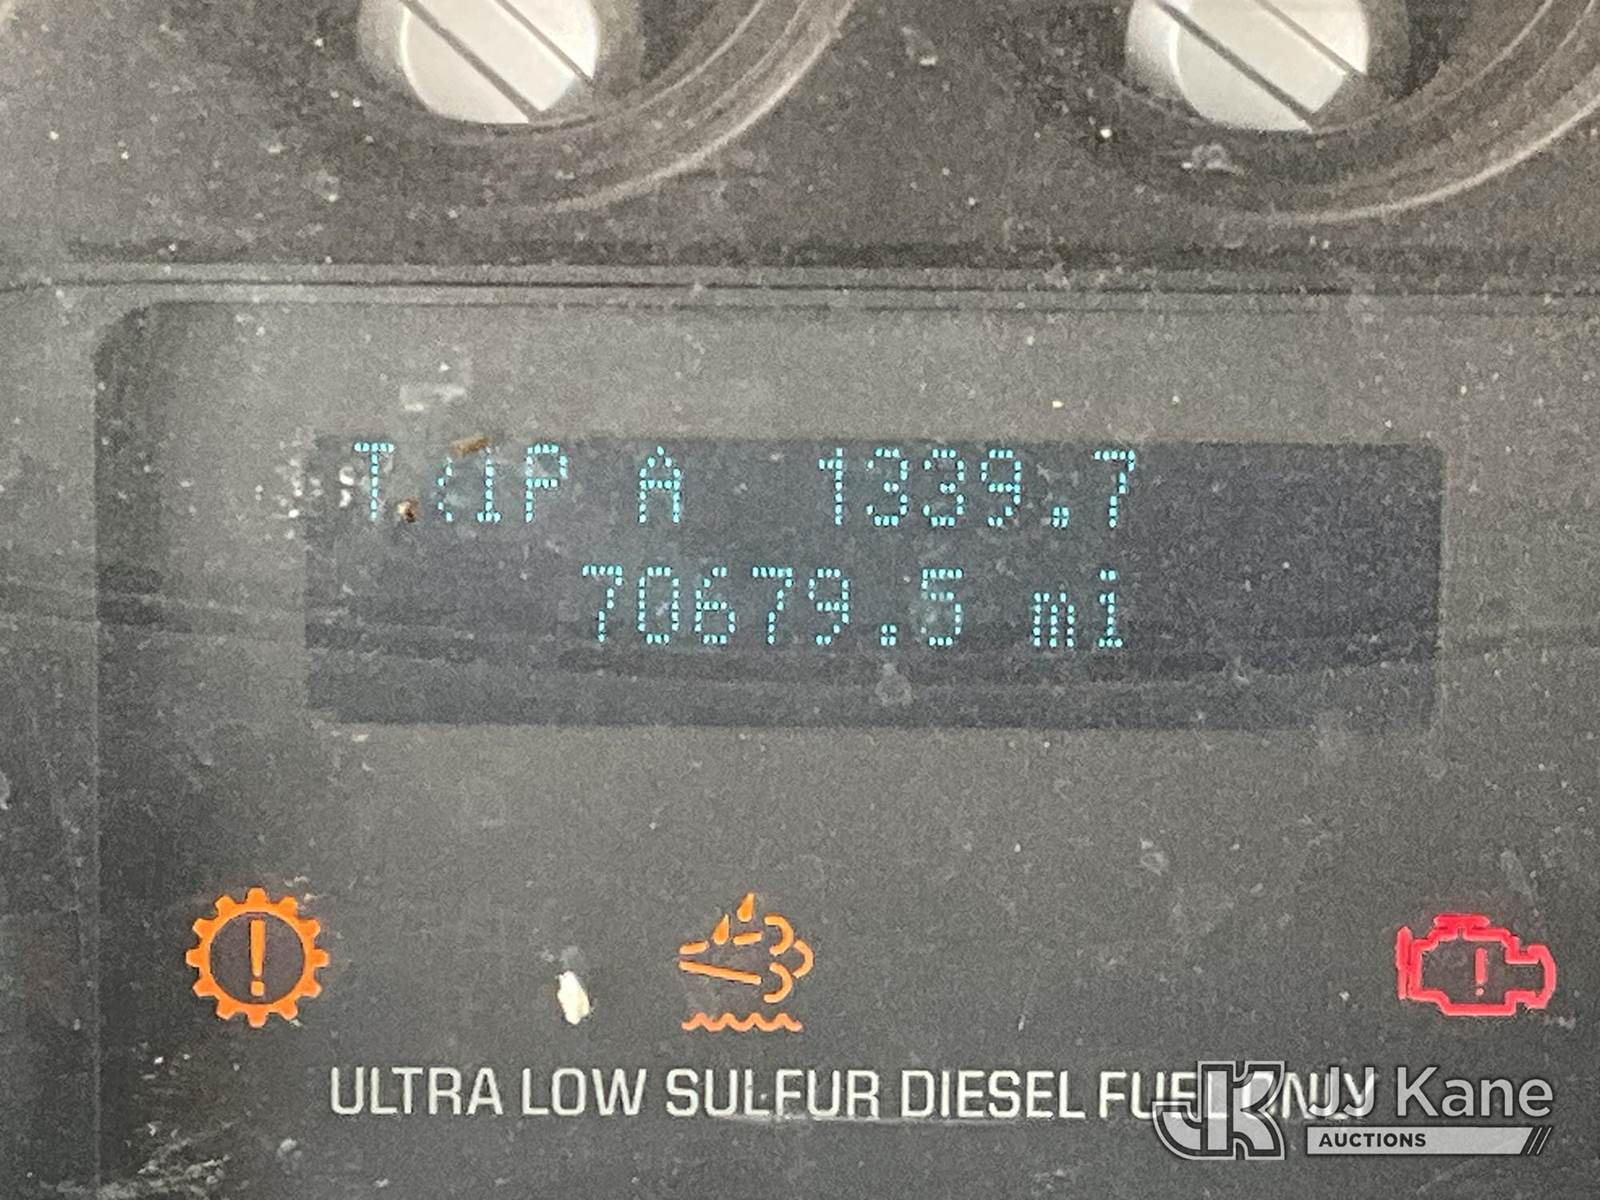 TriP A 1339.7
70679.5 mi
ULTRA LOW SULFUR DIESEL FUEL ONLY
JJ Kane
AUCTIONS